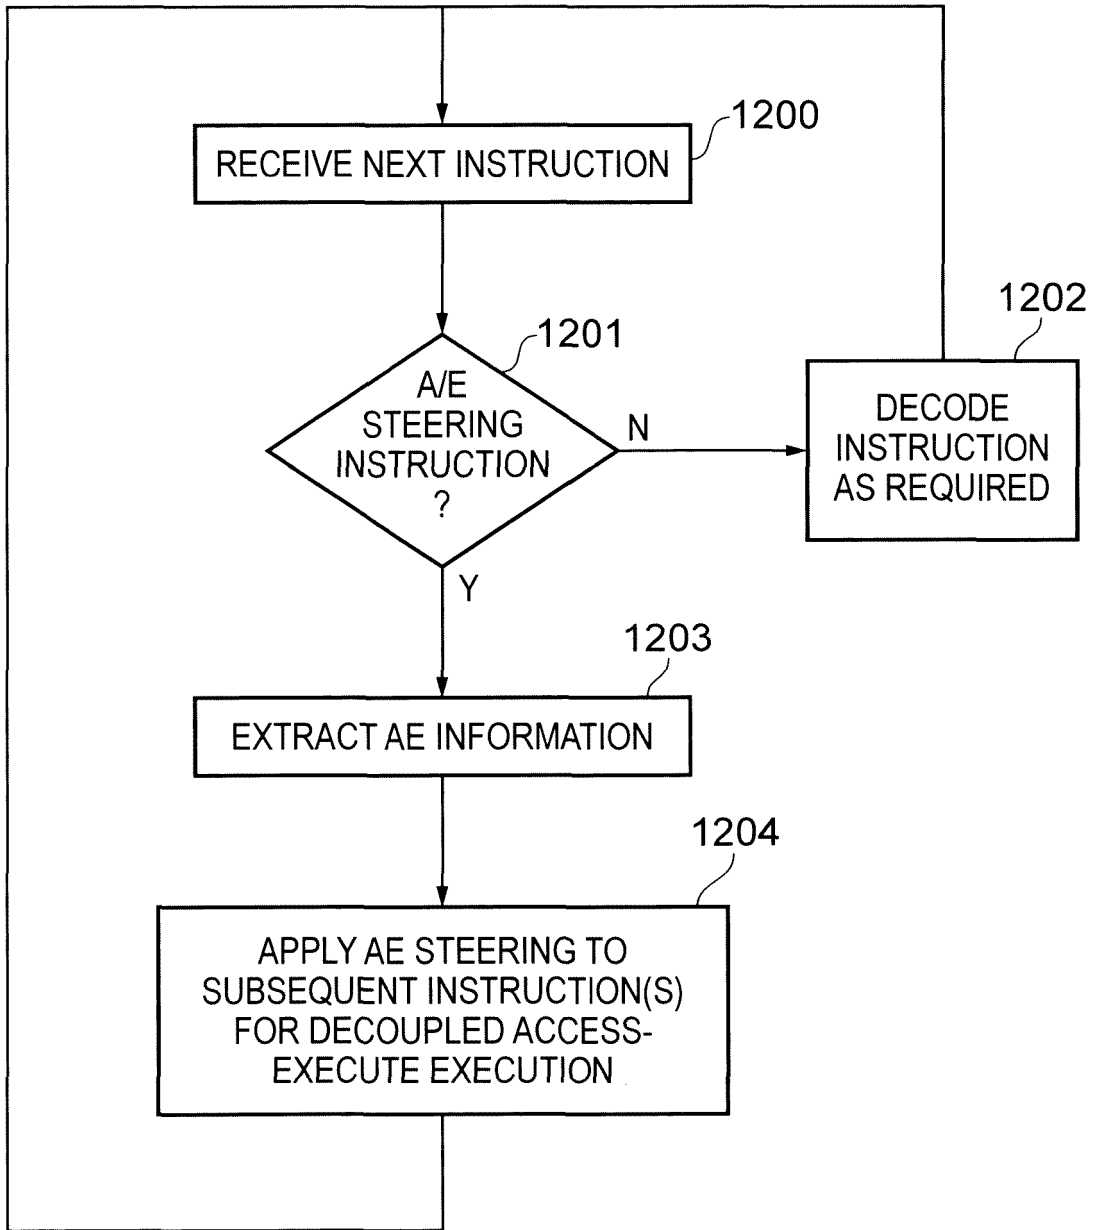 1200
RECEIVE NEXT INSTRUCTION
1201
A/E
STEERING
INSTRUCTION
?
N
1202
DECODE
INSTRUCTION
AS REQUIRED
Y
1203
EXTRACT AE INFORMATION
1204
APPLY AE STEERING TO
SUBSEQUENT INSTRUCTION(S)
FOR DECOUPLED ACCESS-
EXECUTE EXECUTION